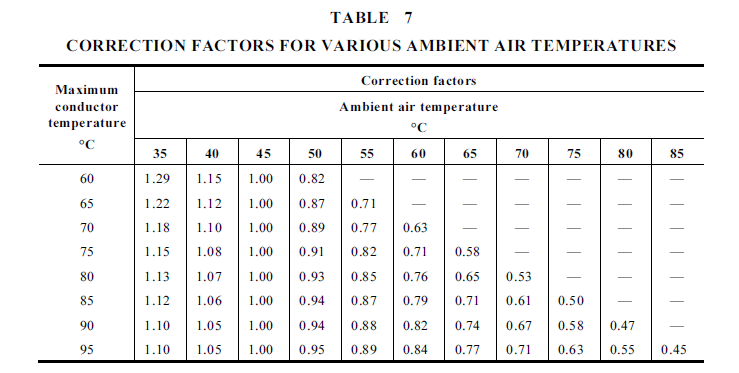 TABLE 7
CORRECTION FACTORS FOR VARIOUS AMBIENT AIR TEMPERATURES
Maximum conductor temperature °C
Correction factors
Ambient air temperature
°C
35 40 45 50 55 60 65 70 75 80 85
60 1.29 1.15 1.00 0.82 — — — — — — —
65 1.22 1.12 1.00 0.87 0.71 — — — — — —
70 1.18 1.10 1.00 0.89 0.77 0.63 — — — — —
75 1.15 1.08 1.00 0.91 0.82 0.71 0.58 — — — —
80 1.13 1.07 1.00 0.93 0.85 0.76 0.65 0.53 — — —
85 1.12 1.06 1.00 0.94 0.87 0.79 0.71 0.61 0.50 — —
90 1.10 1.05 1.00 0.94 0.88 0.82 0.74 0.67 0.58 0.47 —
95 1.10 1.05 1.00 0.95 0.89 0.84 0.77 0.71 0.63 0.55 0.45